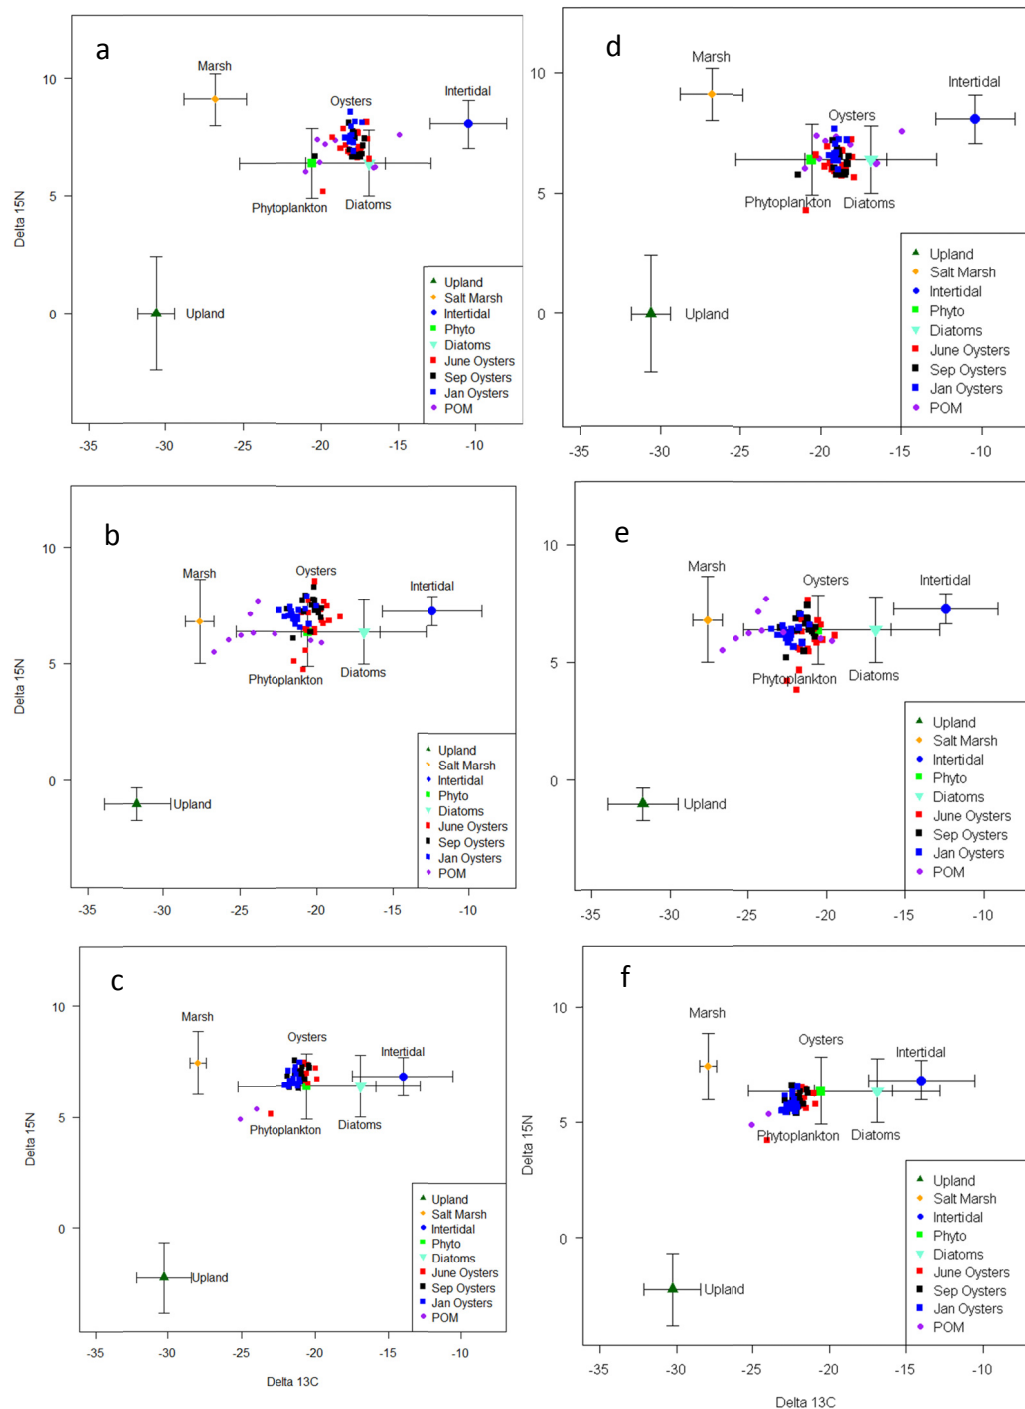 a
Marsh
Oysters
Intertidal
10
5
0
Phytoplankton
Diatoms
Upland
Delta 15N
Upland
Salt Marsh
Intertidal
Phyto
Diatoms
June Oysters
Sep Oysters
Jan Oysters
POM
-35 -30 -25 -20 -15 -10
d
Marsh
Oysters
Intertidal
10
5
0
Phytoplankton
Diatoms
Upland
Upland
Salt Marsh
Intertidal
Phyto
Diatoms
June Oysters
Sep Oysters
Jan Oysters
POM
-35 -30 -25 -20 -15 -10
b
Marsh
Oysters
Intertidal
10
5
0
Phytoplankton
Diatoms
Upland
Delta 15N
Upland
Salt Marsh
Intertidal
Phyto
Diatoms
June Oysters
Sep Oysters
Jan Oysters
POM
-35 -30 -25 -20 -15 -10
e
Marsh
Oysters
Intertidal
10
5
0
Phytoplankton
Diatoms
Upland
Upland
Salt Marsh
Intertidal
Phyto
Diatoms
June Oysters
Sep Oysters
Jan Oysters
POM
-35 -30 -25 -20 -15 -10
c
Marsh
Oysters
Intertidal
10
5
0
Phytoplankton
Diatoms
Upland
Delta 15N
Upland
Salt Marsh
Intertidal
Phyto
Diatoms
June Oysters
Sep Oysters
Jan Oysters
POM
-35 -30 -25 -20 -15 -10
Delta 13C
f
Marsh
Oysters
Intertidal
10
5
0
Phytoplankton
Diatoms
Upland
Delta 15N
Upland
Salt Marsh
Intertidal
Phyto
Diatoms
June Oysters
Sep Oysters
Jan Oysters
POM
-35 -30 -25 -20 -15 -10
Delta 13C